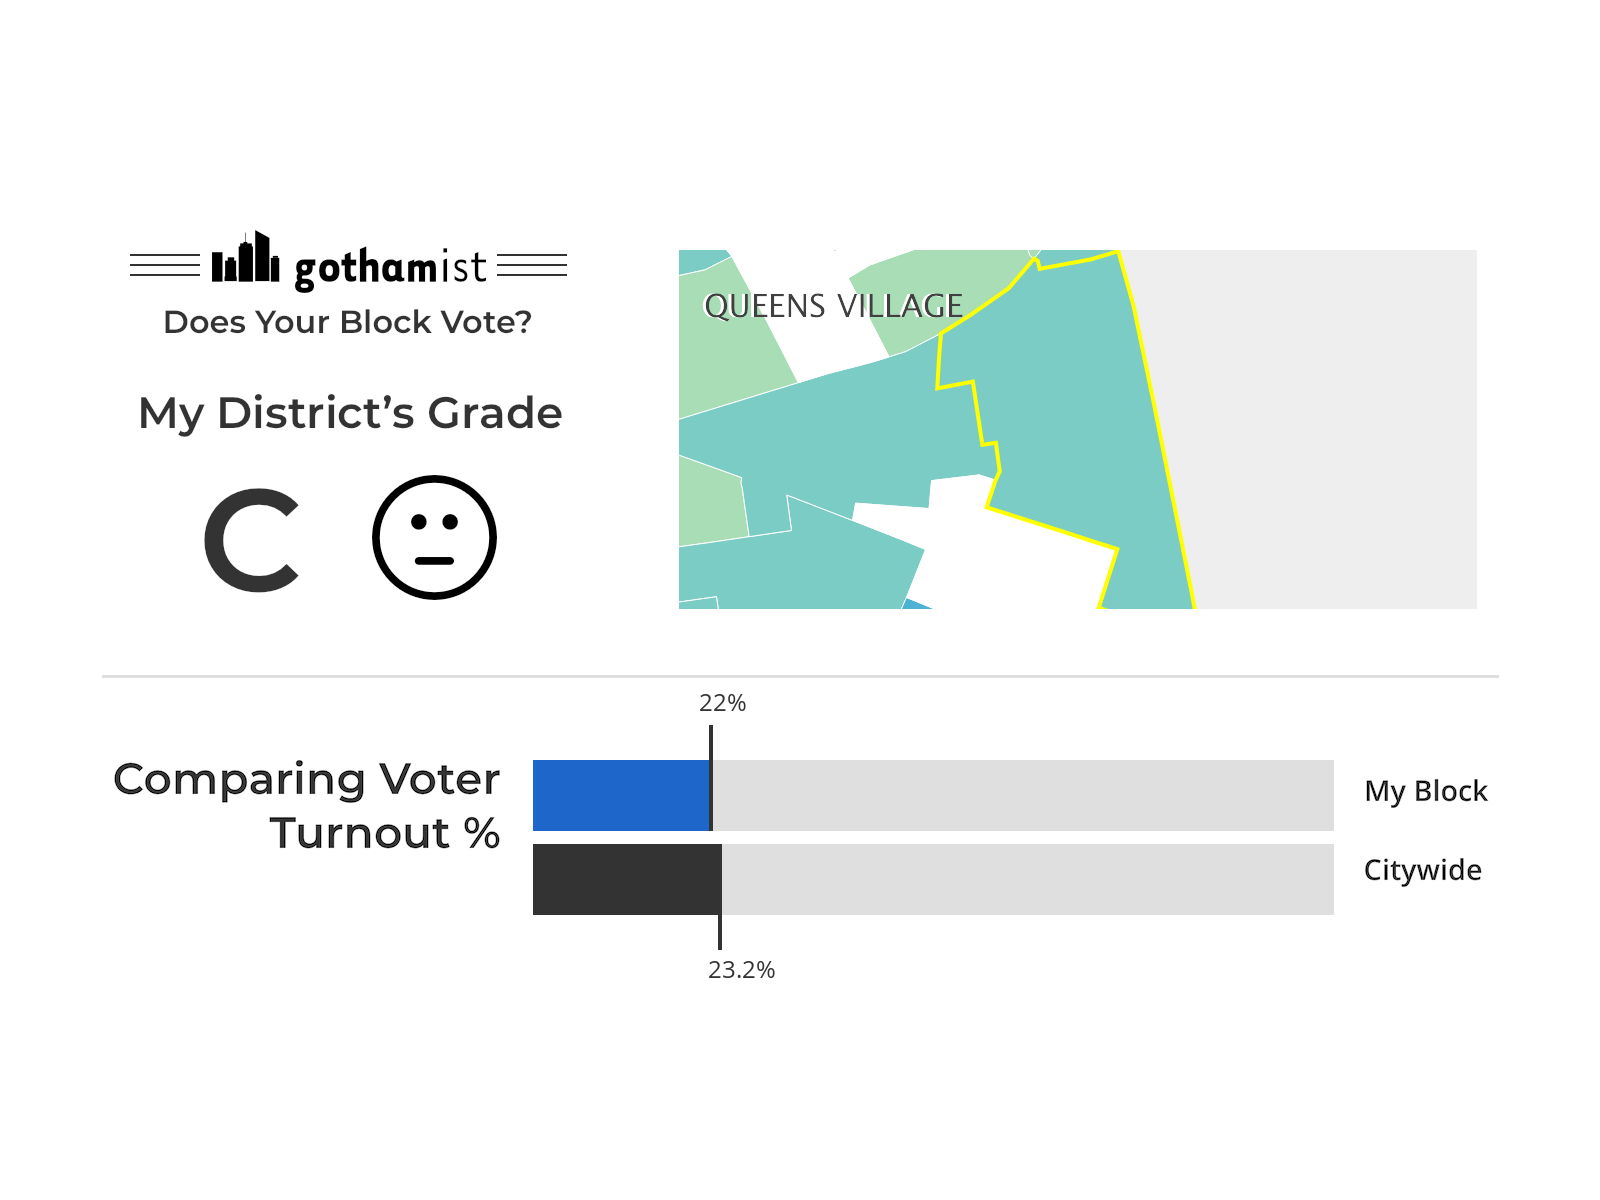 gothamist
Does Your Block Vote?
My District’s Grade
C
QUEENS VILLAGE
22%
Comparing Voter
Turnout %
My Block
Citywide
23.2%